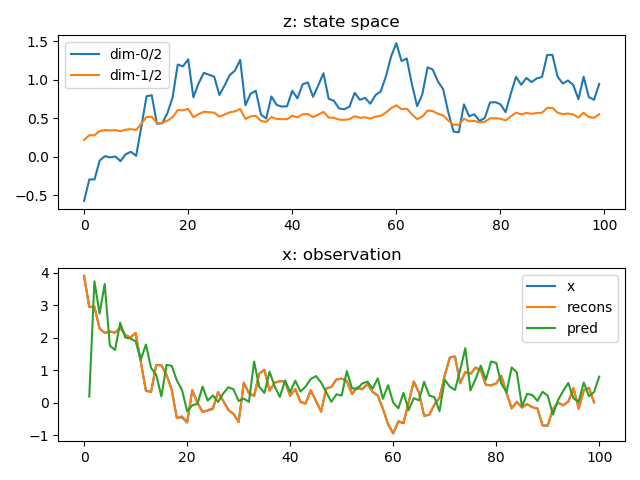 z: state space
dim-0/2
dim-1/2
1.5
1.0
0.5
0.0
−0.5
0 20 40 60 80 100
x: observation
x
recons
pred
4
3
2
1
0
−1
0 20 40 60 80 100